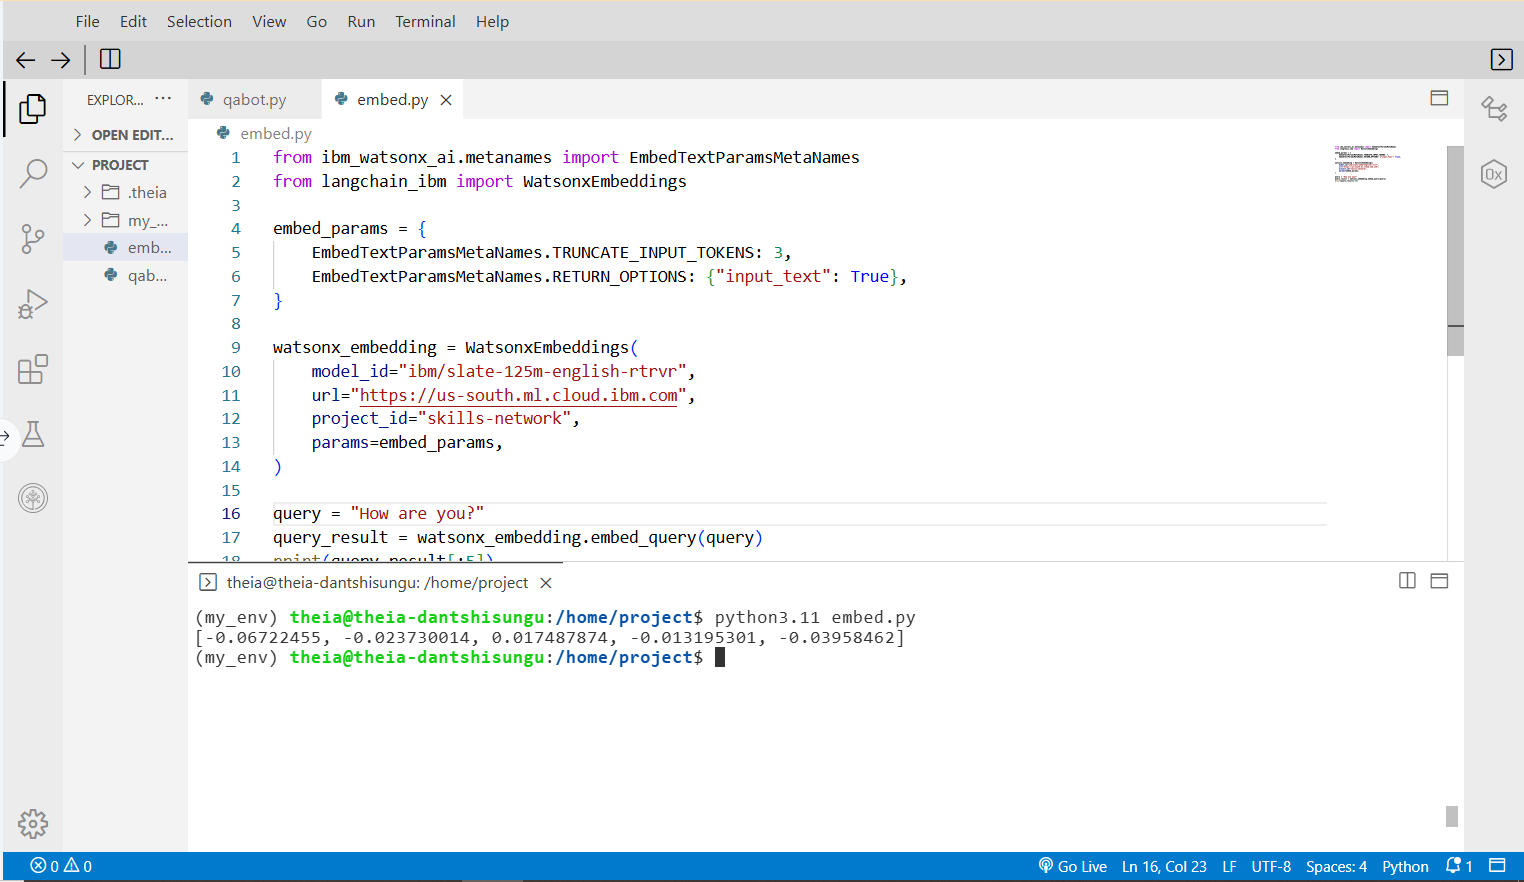 File Edit Selection View Go Run Terminal Help
EXPLOR... ···
OPEN EDIT...
PROJECT
.theia
my_...
emb...
qab...
qabot.py embed.py
embed.py
1 from ibm_watsonx_ai.metanames import EmbedTextParamsMetaNames
2 from langchain_ibm import WatsonxEmbeddings
3
4 embed_params = {
5 EmbedTextParamsMetaNames.TRUNCATE_INPUT_TOKENS: 3,
6 EmbedTextParamsMetaNames.RETURN_OPTIONS: {"input_text": True},
7 }
8
9 watsonx_embedding = WatsonxEmbeddings(
10 model_id="ibm/slate-125m-english-rtrvr",
11 url="https://us-south.ml.cloud.ibm.com",
12 project_id="skills-network",
13 params=embed_params,
14 )
15
16 query = "How are you?"
17 query_result = watsonx_embedding.embed_query(query)
18 print(query_result[:5])
theia@theia-dantshisungu: /home/project
(my_env) theia@theia-dantshisungu:/home/project$ python3.11 embed.py
[-0.06722455, -0.023730014, 0.017487874, -0.013195301, -0.03958462]
(my_env) theia@theia-dantshisungu:/home/project$
0x
0 0 Go Live Ln 16, Col 23 LF UTF-8 Spaces: 4 Python 1